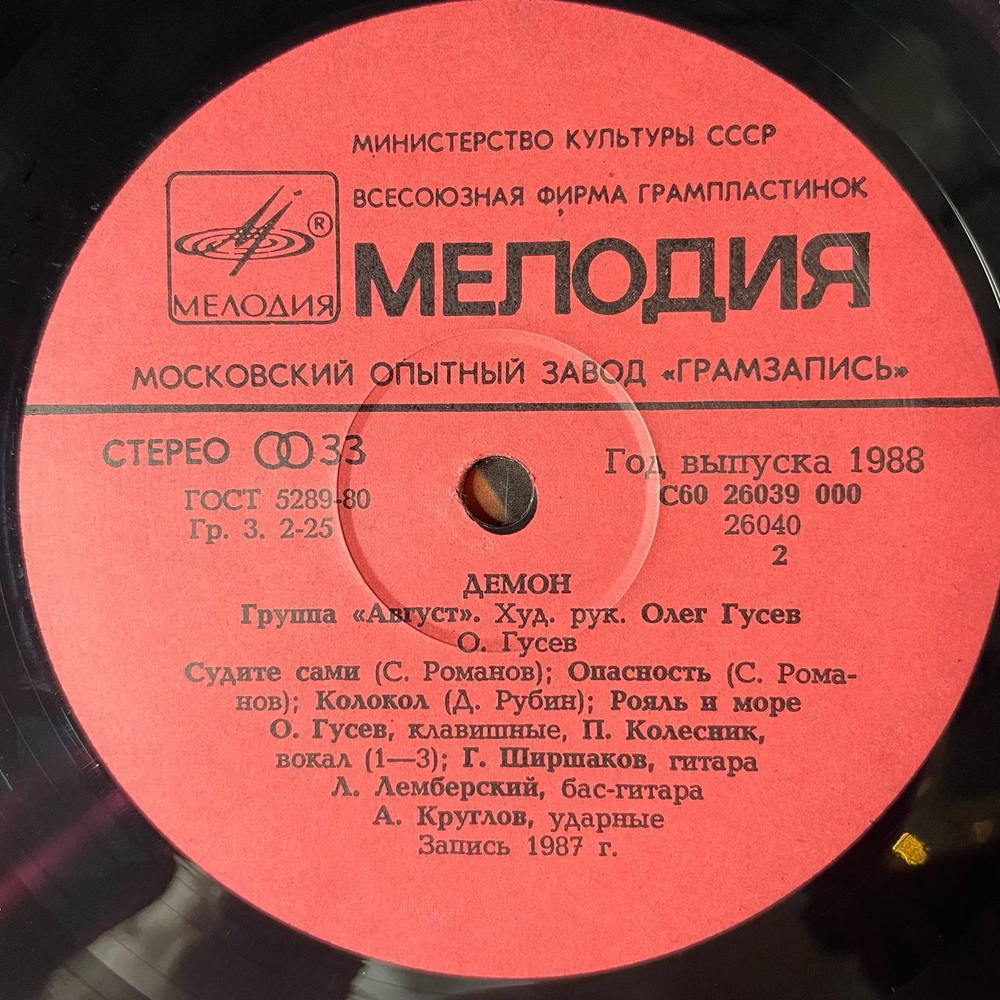 МИНИСТЕРСТВО КУЛЬТУРЫ СССР
ВСЕСОЮЗНАЯ ФИРМА ГРАМПЛАСТИНОК
®
МЕЛОДИЯ
МЕЛОДИЯ
МОСКОВСКИЙ ОПЫТНЫЙ ЗАВОД «ГРАМЗАПИСЬ»
СТЕРЕО 33
Год выпуска 1988
ГОСТ 5289-80
С60 26039 000
Гр. 3. 2-25
26040
2
ДЕМОН
Группа «Август». Худ. рук. Олег Гусев
О. Гусев
Судите сами (С. Романов); Опасность (С. Рома-
нов); Колокол (Д. Рубин); Рояль и море
О. Гусев, клавишные, П. Колесник,
вокал (1—3); Г. Ширшаков, гитара
Л. Лемберский, бас-гитара
А. Круглов, ударные
Запись 1987 г.